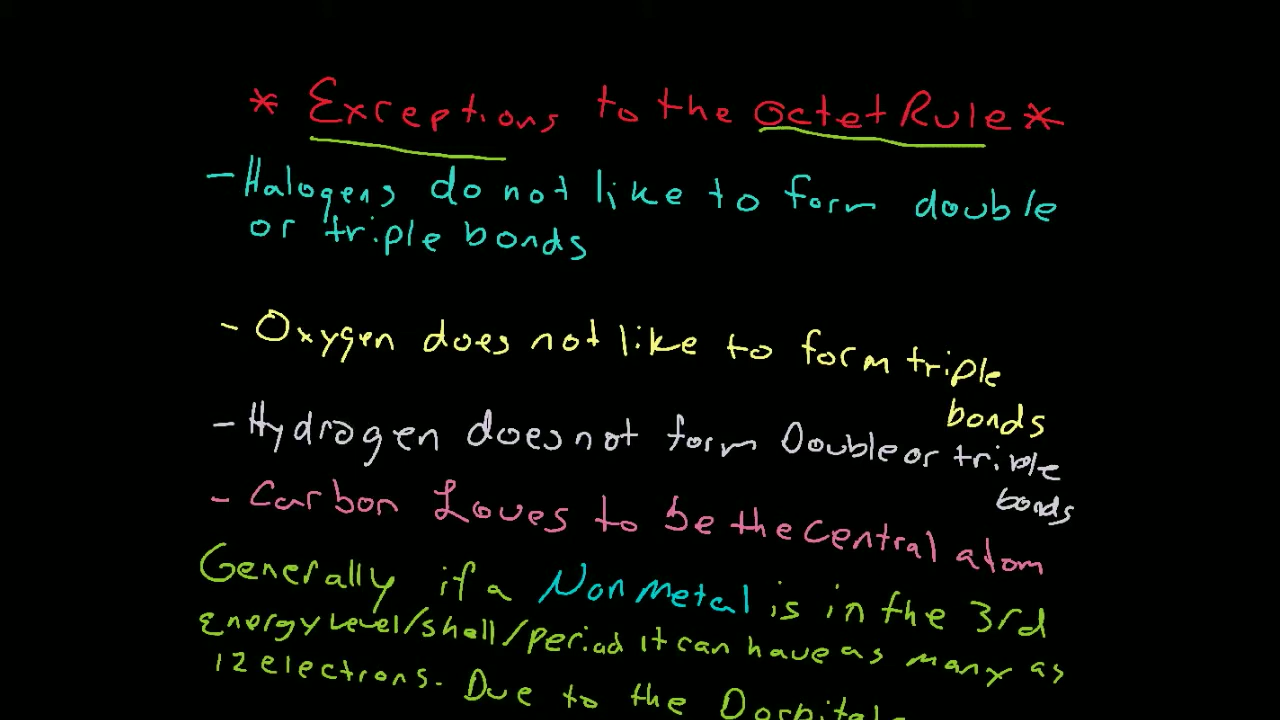 * Exceptions to the Octet Rule *
- Halogens do not like to form double
or triple bonds
- Oxygen does not like to form triple
bonds
- Hydrogen does not form Double or triple
bonds
- Carbon Loves to be the central atom
Generally if a Nonmetal is in the 3rd
energy level/shell/period it can have as many as
12 electrons. Due to the Dorbitals